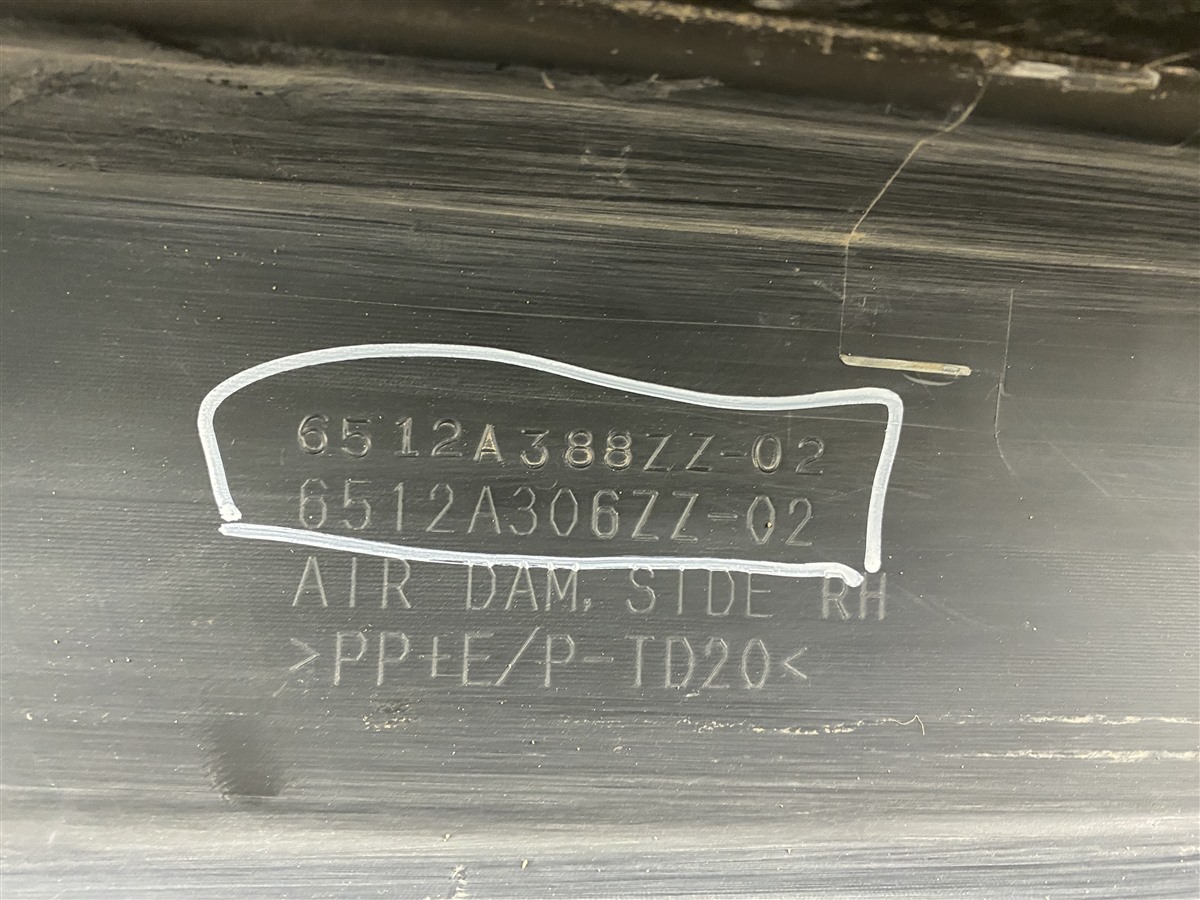 6512A388ZZ-02
6512A306ZZ-02
AIR DAM, SIDE RH
>PP+E/P-TD20<